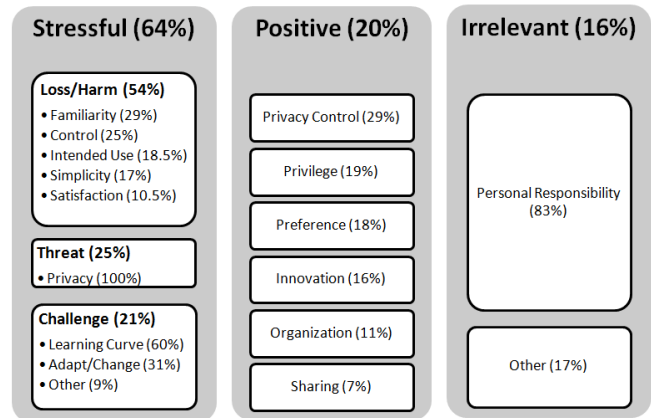 Stressful (64%)
Loss/Harm (54%)
• Familiarity (29%)
• Control (25%)
• Intended Use (18.5%)
• Simplicity (17%)
• Satisfaction (10.5%)
Threat (25%)
• Privacy (100%)
Challenge (21%)
• Learning Curve (60%)
• Adapt/Change (31%)
• Other (9%)
Positive (20%)
Privacy Control (29%)
Privilege (19%)
Preference (18%)
Innovation (16%)
Organization (11%)
Sharing (7%)
Irrelevant (16%)
Personal Responsibility
(83%)
Other (17%)